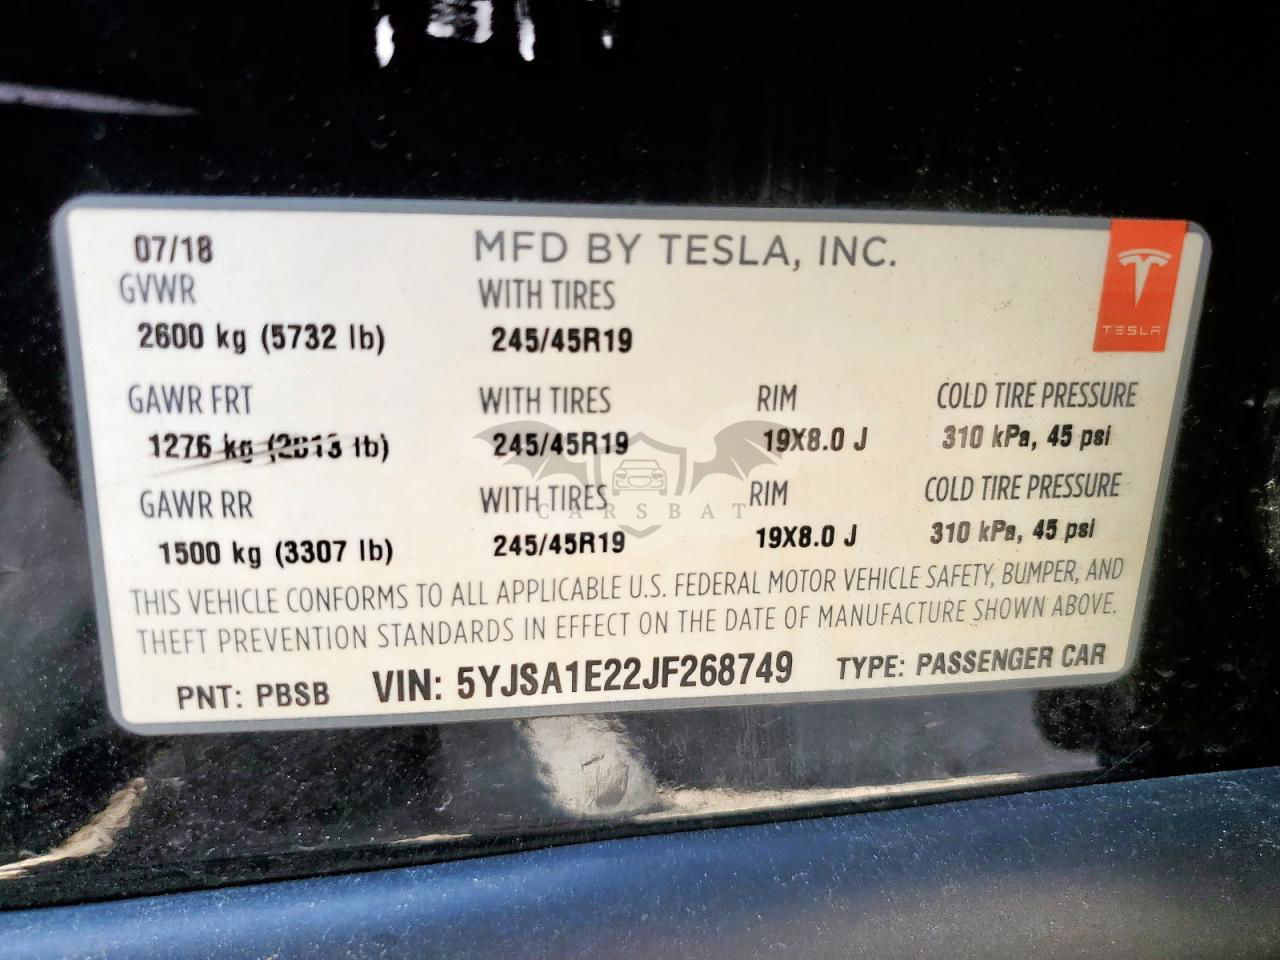 07/18 MFD BY TESLA, INC.
GVWR WITH TIRES
TESLA
2600 kg (5732 lb) 245/45R19
GAWR FRT WITH TIRES RIM COLD TIRE PRESSURE
1276 kg (2813 lb) 245/45R19 19X8.0 J 310 kPa, 45 psi
GAWR RR WITH TIRES RIM COLD TIRE PRESSURE
CARSBAT
1500 kg (3307 lb) 245/45R19 19X8.0 J 310 kPa, 45 psi
THIS VEHICLE CONFORMS TO ALL APPLICABLE U.S. FEDERAL MOTOR VEHICLE SAFETY, BUMPER, AND
THEFT PREVENTION STANDARDS IN EFFECT ON THE DATE OF MANUFACTURE SHOWN ABOVE.
PNT: PBSB VIN: 5YJSA1E22JF268749 TYPE: PASSENGER CAR